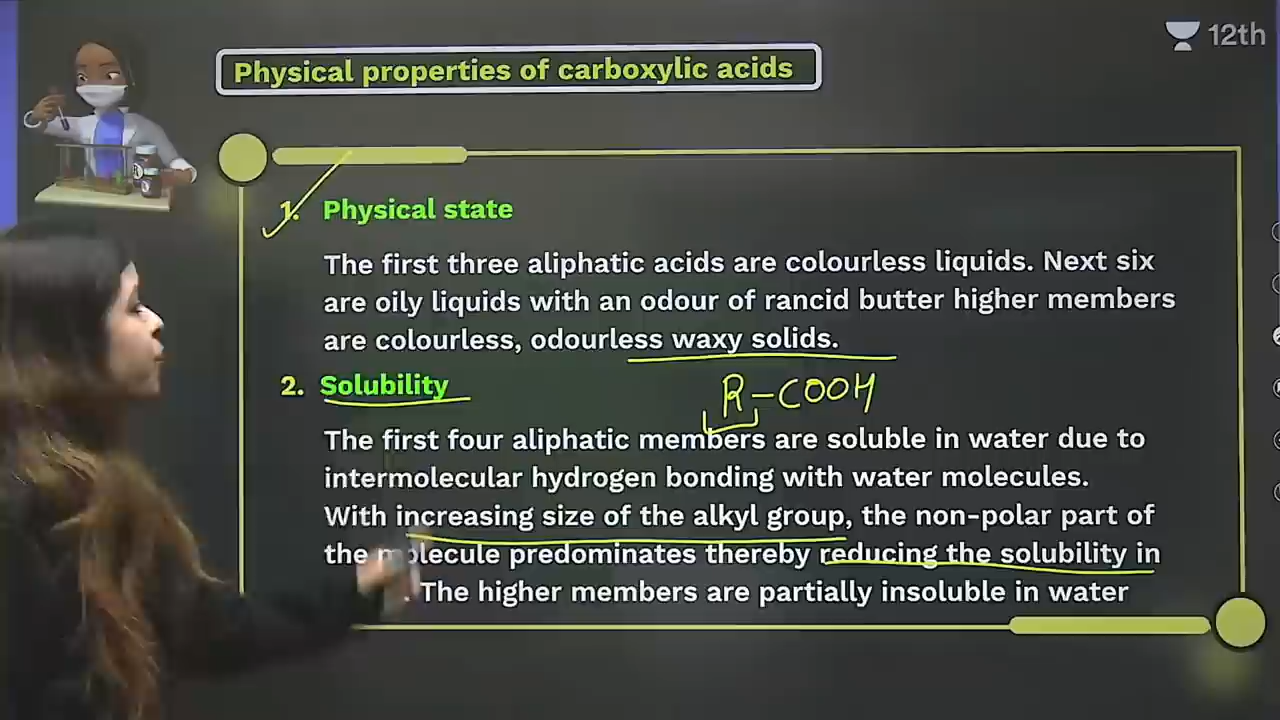 12th
Physical properties of carboxylic acids
1. Physical state
The first three aliphatic acids are colourless liquids. Next six
are oily liquids with an odour of rancid butter higher members
are colourless, odourless waxy solids.
2. Solubility
R-COOH
The first four aliphatic members are soluble in water due to
intermolecular hydrogen bonding with water molecules.
With increasing size of the alkyl group, the non-polar part of
the molecule predominates thereby reducing the solubility in
. The higher members are partially insoluble in water